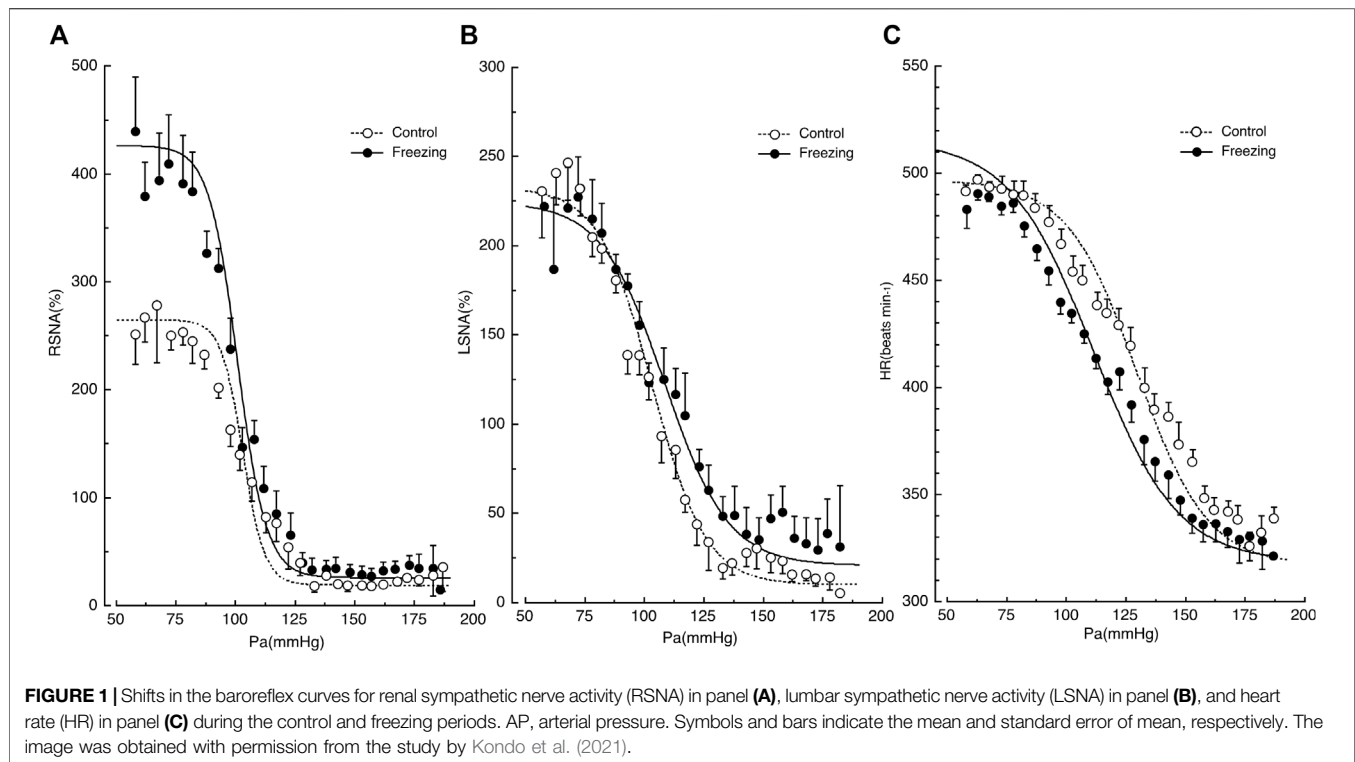 A
B
C
500
400
300
200
100
0
RSNA(%)
50
75
100
125
150
175
200
Pa(mmHg)
Control
Freezing
300
250
200
150
100
50
0
LSNA(%)
50
75
100
125
150
175
200
Pa(mmHg)
Control
Freezing
550
500
450
400
350
300
HR(beats min-1)
50
75
100
125
150
175
200
Pa(mmHg)
Control
Freezing
FIGURE 1 | Shifts in the baroreflex curves for renal sympathetic nerve activity (RSNA) in panel (A), lumbar sympathetic nerve activity (LSNA) in panel (B), and heart
rate (HR) in panel (C) during the control and freezing periods. AP, arterial pressure. Symbols and bars indicate the mean and standard error of mean, respectively. The
image was obtained with permission from the study by Kondo et al. (2021).